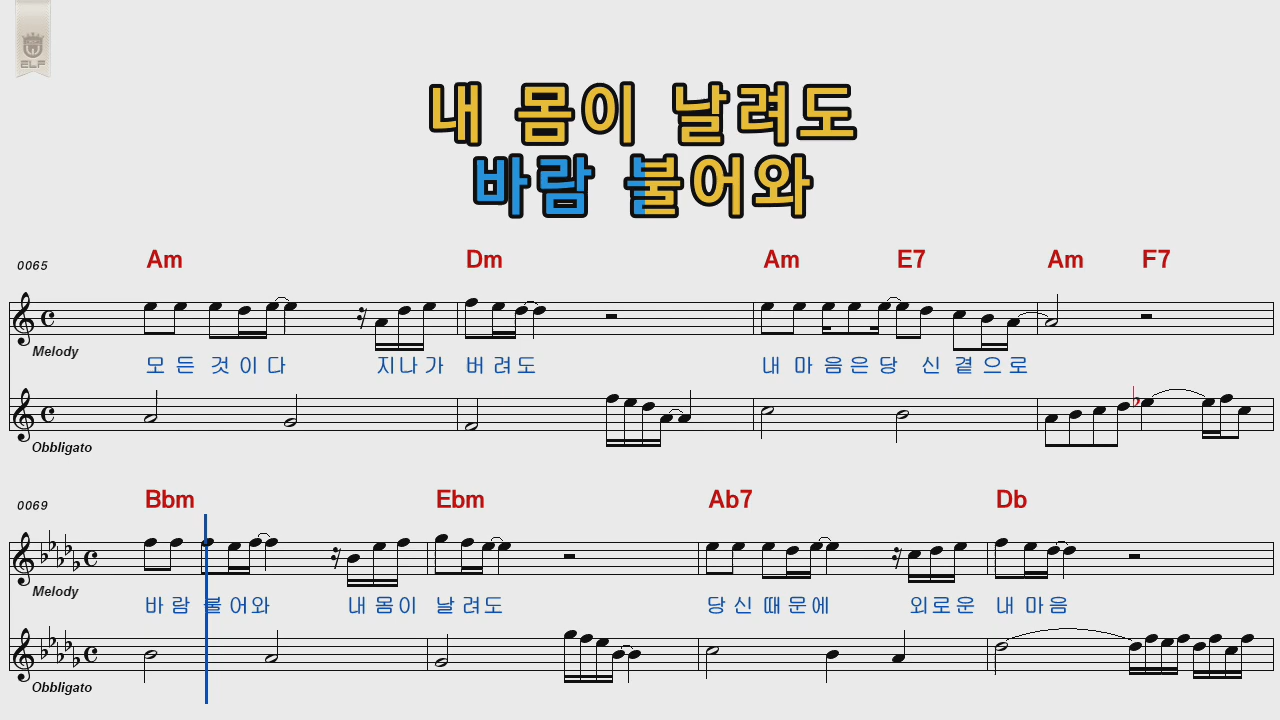 ELF
내 몸이 날려도
바람 불어와
0065 Am Dm Am E7 Am F7
Melody
모 든 것 이 다 지 나 가 버 려 도 내 마 음 은 당 신 곁 으 로
Obbligato
0069 Bbm Ebm Ab7 Db
Melody
바 람 불 어 와 내 몸 이 날 려 도 당 신 때 문 에 외 로 운 내 마 음
Obbligato